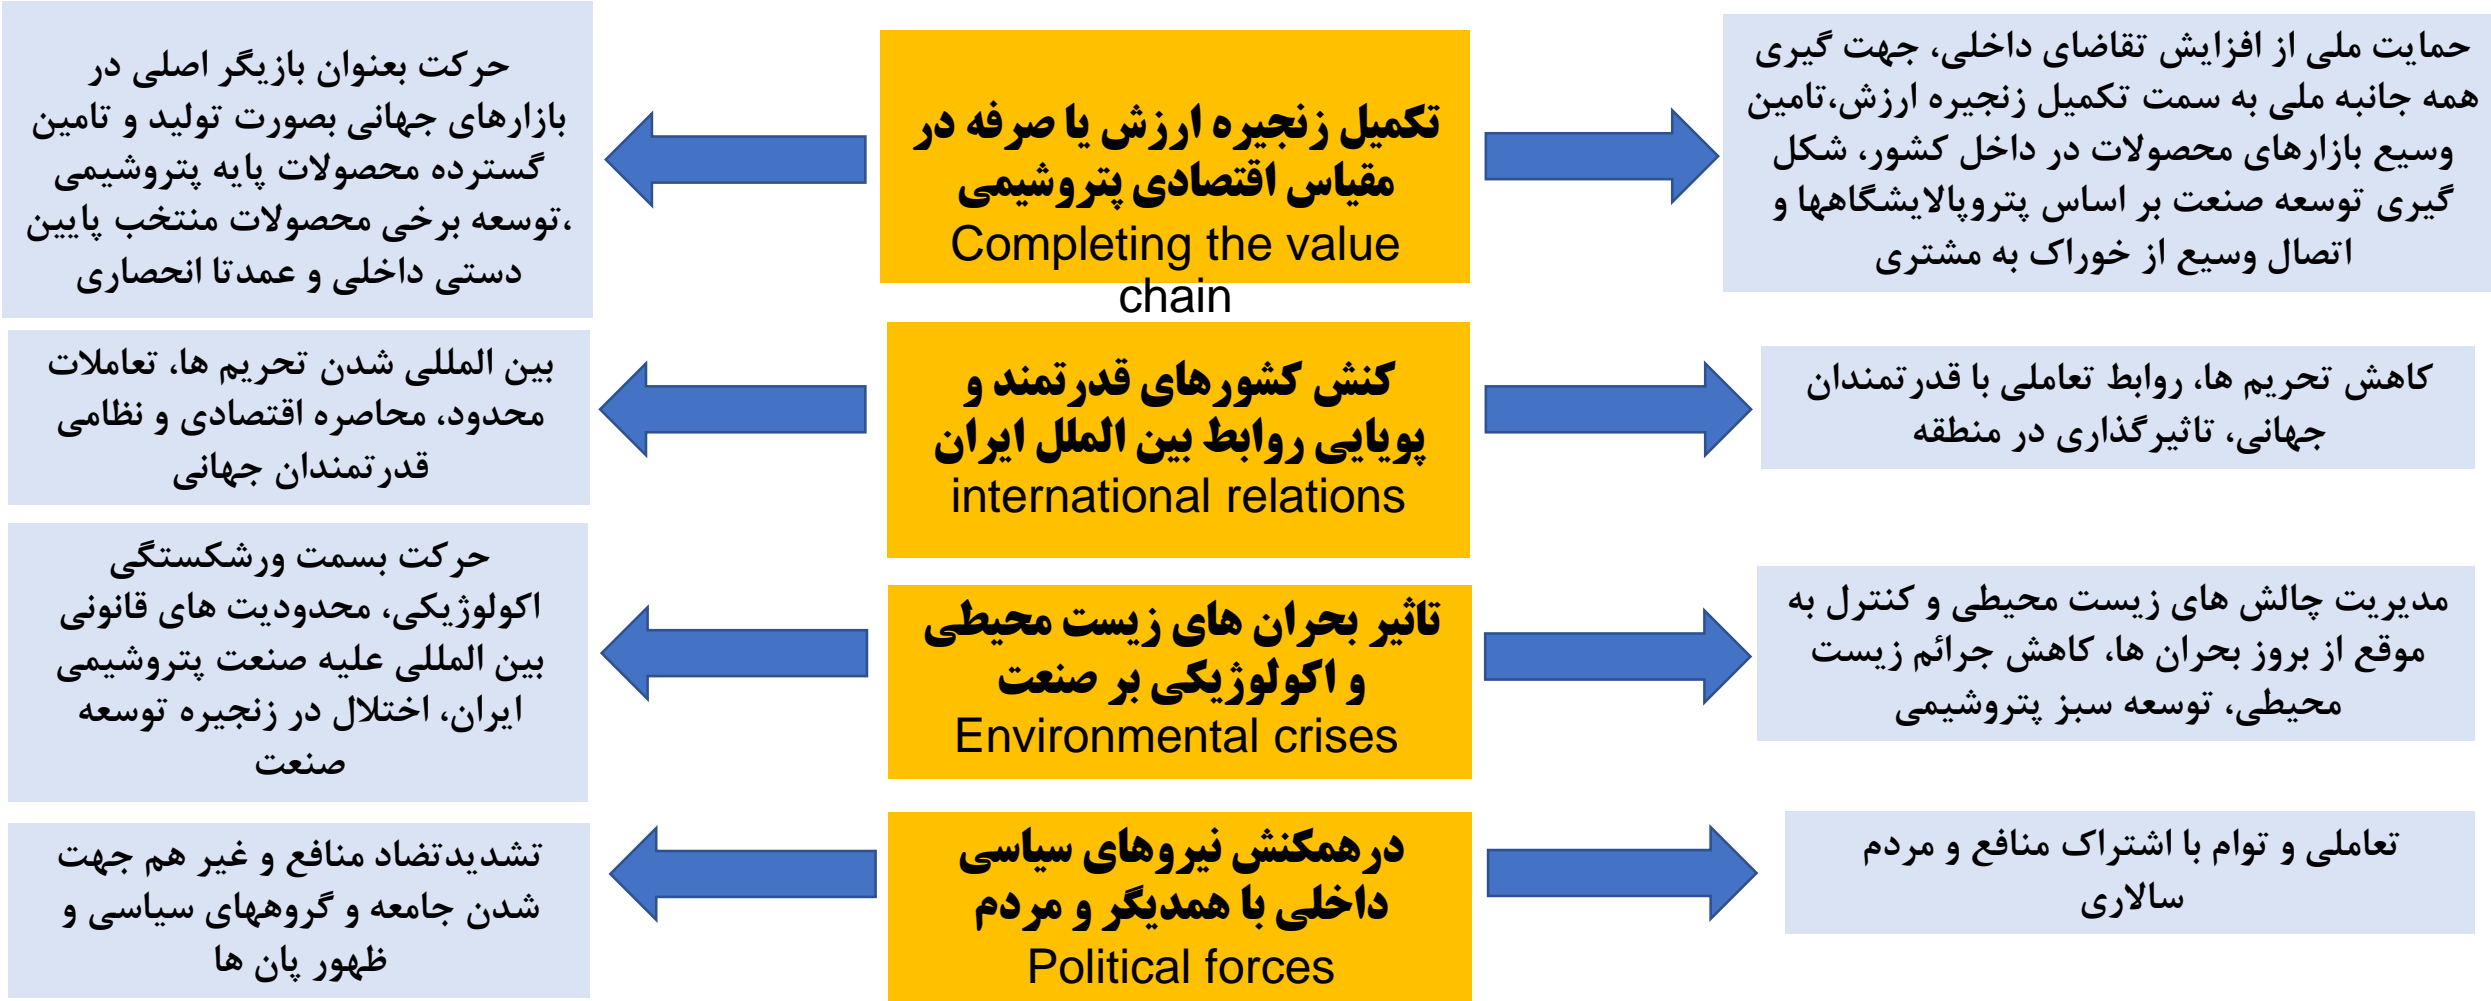 حمایت ملی از افزایش تقاضای داخلی، جهت گیری
همه جانبه ملی به سمت تکمیل زنجیره ارزش،تامین
وسیع بازارهای محصولات در داخل کشور، شکل
گیری توسعه صنعت بر اساس پتروپالایشگاهها و
اتصال وسیع از خوراک به مشتری
تکمیل زنجیره ارزش یا صرفه در
مقیاس اقتصادی پتروشیمی
Completing the value
chain
حرکت بعنوان بازیگر اصلی در
بازارهای جهانی بصورت تولید و تامین
گسترده محصولات پایه پتروشیمی
،توسعه برخی محصولات منتخب پایین
دستی داخلی و عمدتا انحصاری
کاهش تحریم ها، روابط تعاملی با قدرتمندان
جهانی، تاثیرگذاری در منطقه
کنش کشورهای قدرتمند و
پویایی روابط بین الملل ایران
international relations
بین المللی شدن تحریم ها، تعاملات
محدود، محاصره اقتصادی و نظامی
قدرتمندان جهانی
مدیریت چالش های زیست محیطی و کنترل به
موقع از بروز بحران ها، کاهش جرائم زیست
محیطی، توسعه سبز پتروشیمی
تاثیر بحران های زیست محیطی
و اکولوژیکی بر صنعت
Environmental crises
حرکت بسمت ورشکستگی
اکولوژیکی، محدودیت های قانونی
بین المللی علیه صنعت پتروشیمی
ایران، اختلال در زنجیره توسعه
صنعت
تعاملی و توام با اشتراک منافع و مردم
سالاری
درهمکنش نیروهای سیاسی
داخلی با همدیگر و مردم
Political forces
تشدیدتضاد منافع و غیر هم جهت
شدن جامعه و گروههای سیاسی و
ظهور پان ها